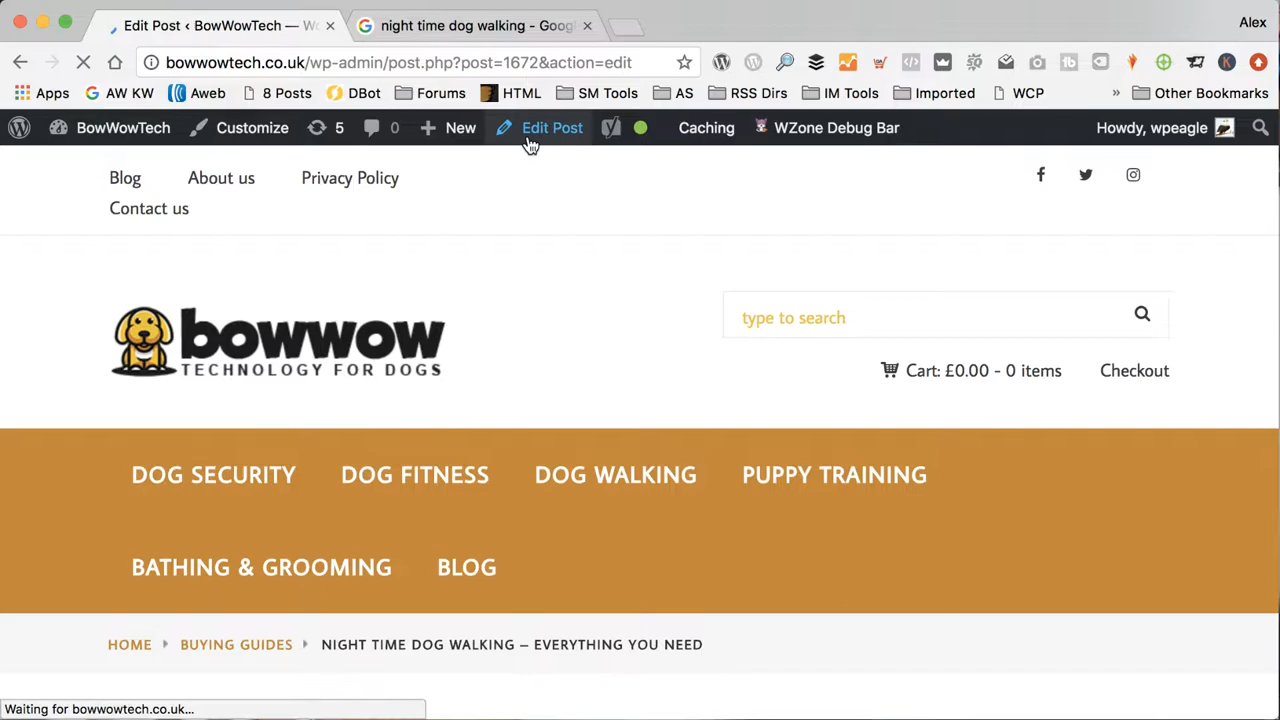 Edit Post ‹ BowWowTech — Wo
night time dog walking - Google
Alex
bowwowtech.co.uk/wp-admin/post.php?post=1672&action=edit
Apps AW KW Aweb 8 Posts DBot Forums HTML SM Tools AS RSS Dirs IM Tools Imported WCP » Other Bookmarks
BowWowTech Customize 5 0 New Edit Post Caching WZone Debug Bar Howdy, wpeagle
Blog About us Privacy Policy
Contact us
bowwow
TECHNOLOGY FOR DOGS
type to search
Cart: £0.00 - 0 items Checkout
DOG SECURITY DOG FITNESS DOG WALKING PUPPY TRAINING
BATHING & GROOMING BLOG
HOME BUYING GUIDES NIGHT TIME DOG WALKING – EVERYTHING YOU NEED
Waiting for bowwowtech.co.uk...